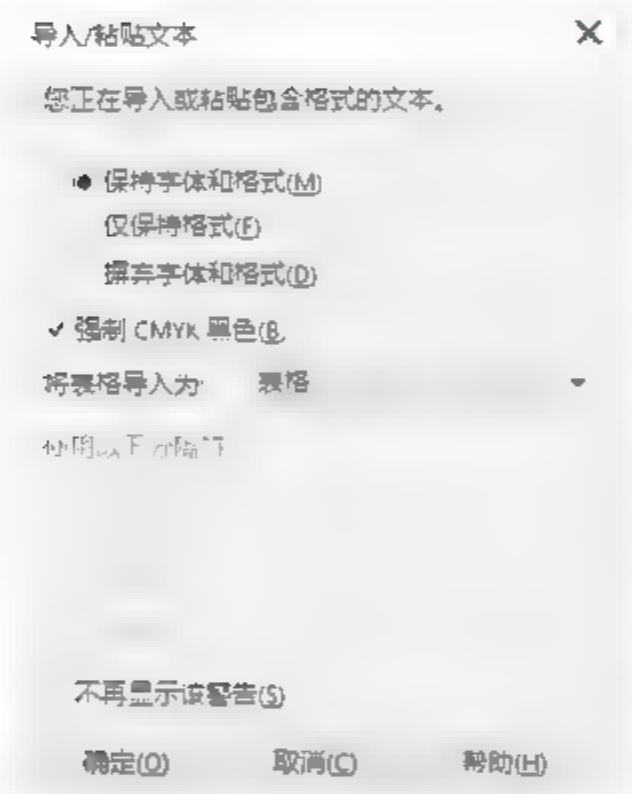 导入/粘贴文本
您正在导入或粘贴包含格式的文本。
保持字体和格式(M)
仅保持格式(F)
摒弃字体和格式(D)
强制 CMYK 黑色(B)
将表格导入为: 表格
不再显示该警告(S)
确定(O) 取消(C) 帮助(H)